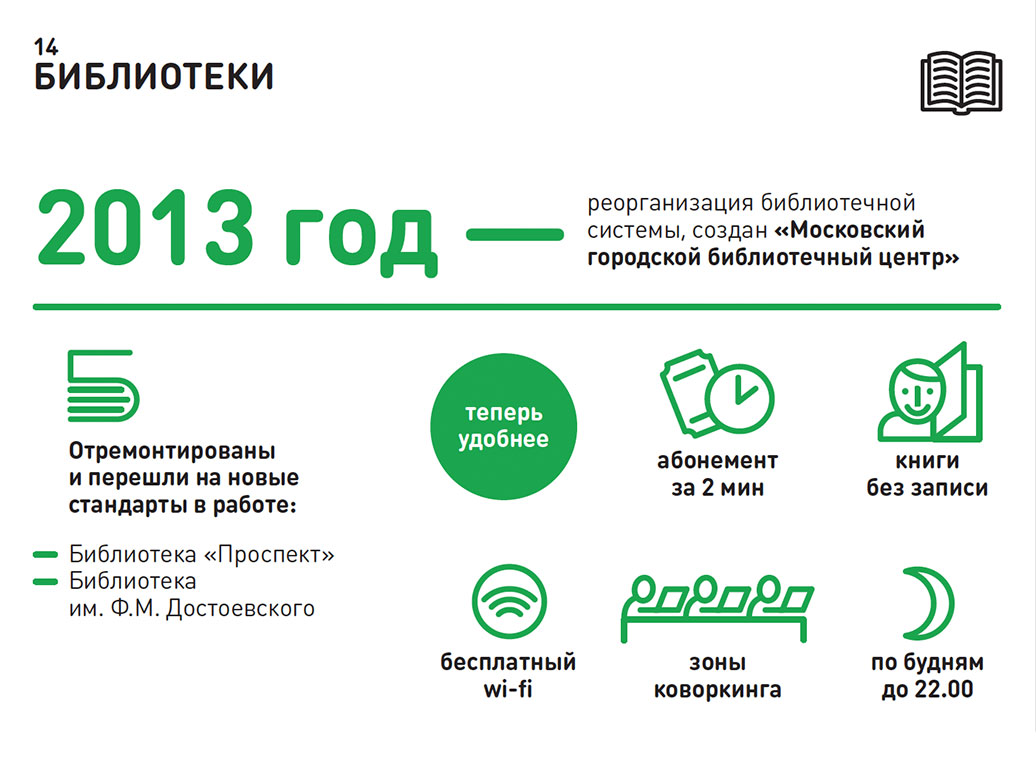 14
БИБЛИОТЕКИ
2013 год
реорганизация библиотечной
системы, создан «Московский
городской библиотечный центр»
Отремонтированы
и перешли на новые
стандарты в работе:
Библиотека «Проспект»
Библиотека
им. Ф.М. Достоевского
теперь
удобнее
абонемент
за 2 мин
книги
без записи
бесплатный
wi-fi
зоны
коворкинга
по будням
до 22.00